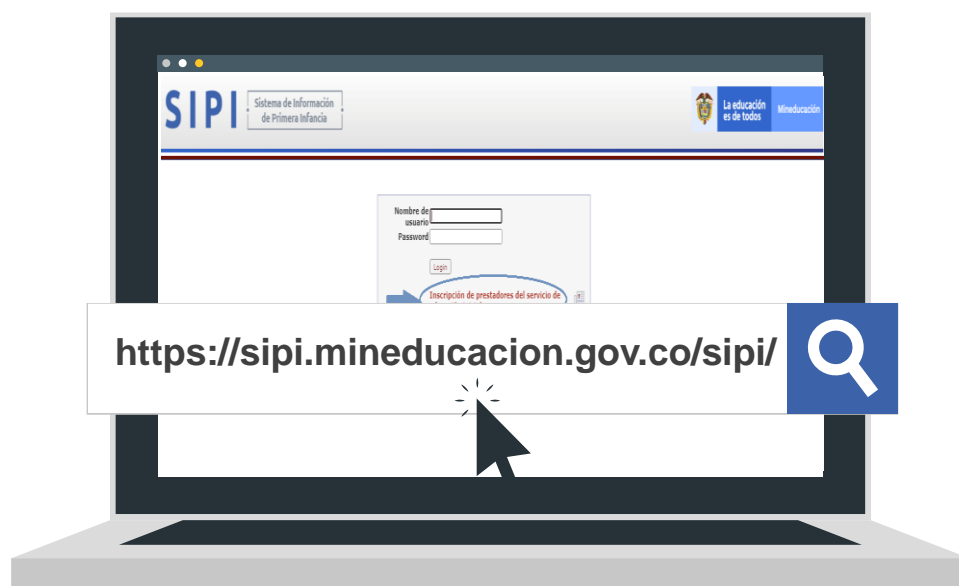 SIPI
Sistema de Información
de Primera Infancia
La educación
es de todos
Mineducación
Nombre de
usuario
Password
Login
Inscripción de prestadores del servicio de
https://sipi.mineducacion.gov.co/sipi/